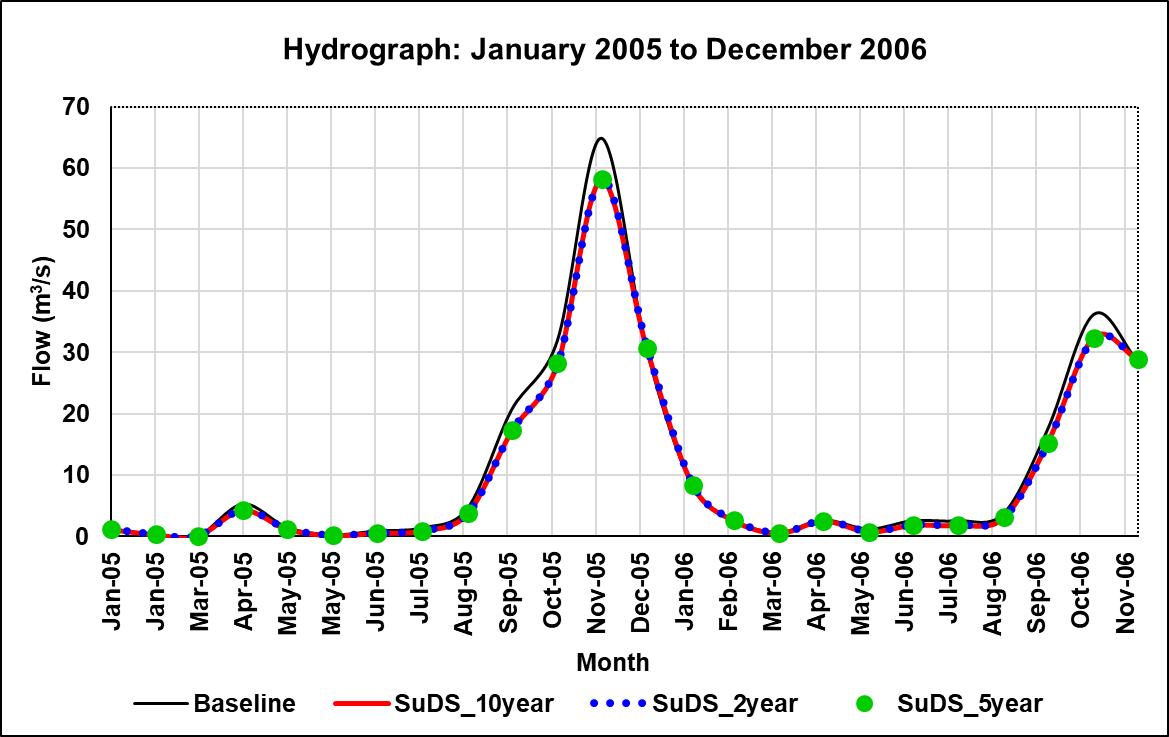 Hydrograph: January 2005 to December 2006
70
60
50
40
30
20
10
0
Flow (m³/s)
Jan-05
Jan-05
Mar-05
Apr-05
May-05
May-05
Jun-05
Jul-05
Aug-05
Sep-05
Oct-05
Nov-05
Dec-05
Jan-06
Feb-06
Mar-06
Apr-06
May-06
Jun-06
Jul-06
Aug-06
Sep-06
Oct-06
Nov-06
Month
Baseline SuDS_10year SuDS_2year SuDS_5year